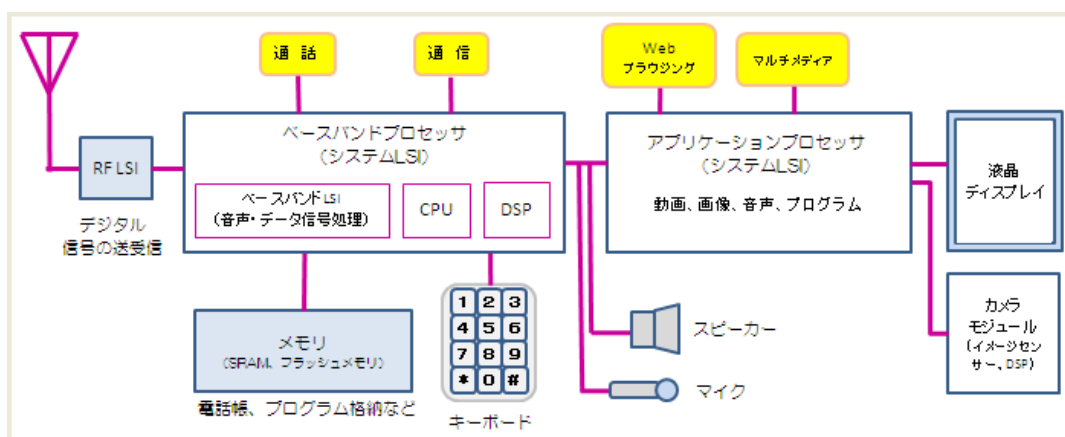 通 話
通 信
Web
ブラウジング
マルチメディア
ベースバンドプロセッサ
(システムLSI)
アプリケーションプロセッサ
(システムLSI)
動画、画像、音声、プログラム
液晶
ディスプレイ
RF LSI
ベースバンドLSI
(音声・データ信号処理)
CPU
DSP
デジタル
信号の送受信
メモリ
(SRAM、フラッシュメモリ)
電話帳、プログラム格納など
1 2 3
4 5 6
7 8 9
* 0 #
キーボード
スピーカー
マイク
カメラ
モジュール
(イメージセン
サー、DSP)